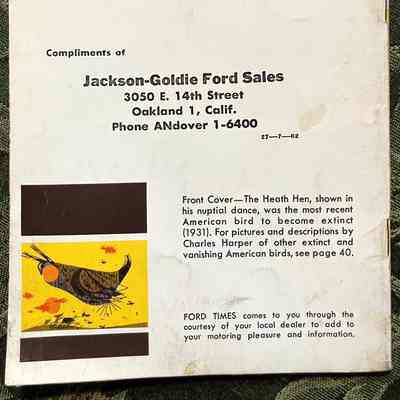 Compliments of
Jackson-Goldie Ford Sales
3050 E. 14th Street
Oakland 1, Calif.
Phone ANdover 1-6400
27—7—62
Front Cover—The Heath Hen, shown in
his nuptial dance, was the most recent
American bird to become extinct
(1931). For pictures and descriptions by
Charles Harper of other extinct and
vanishing American birds, see page 40.
FORD TIMES comes to you through the
courtesy of your local dealer to add to
your motoring pleasure and information.